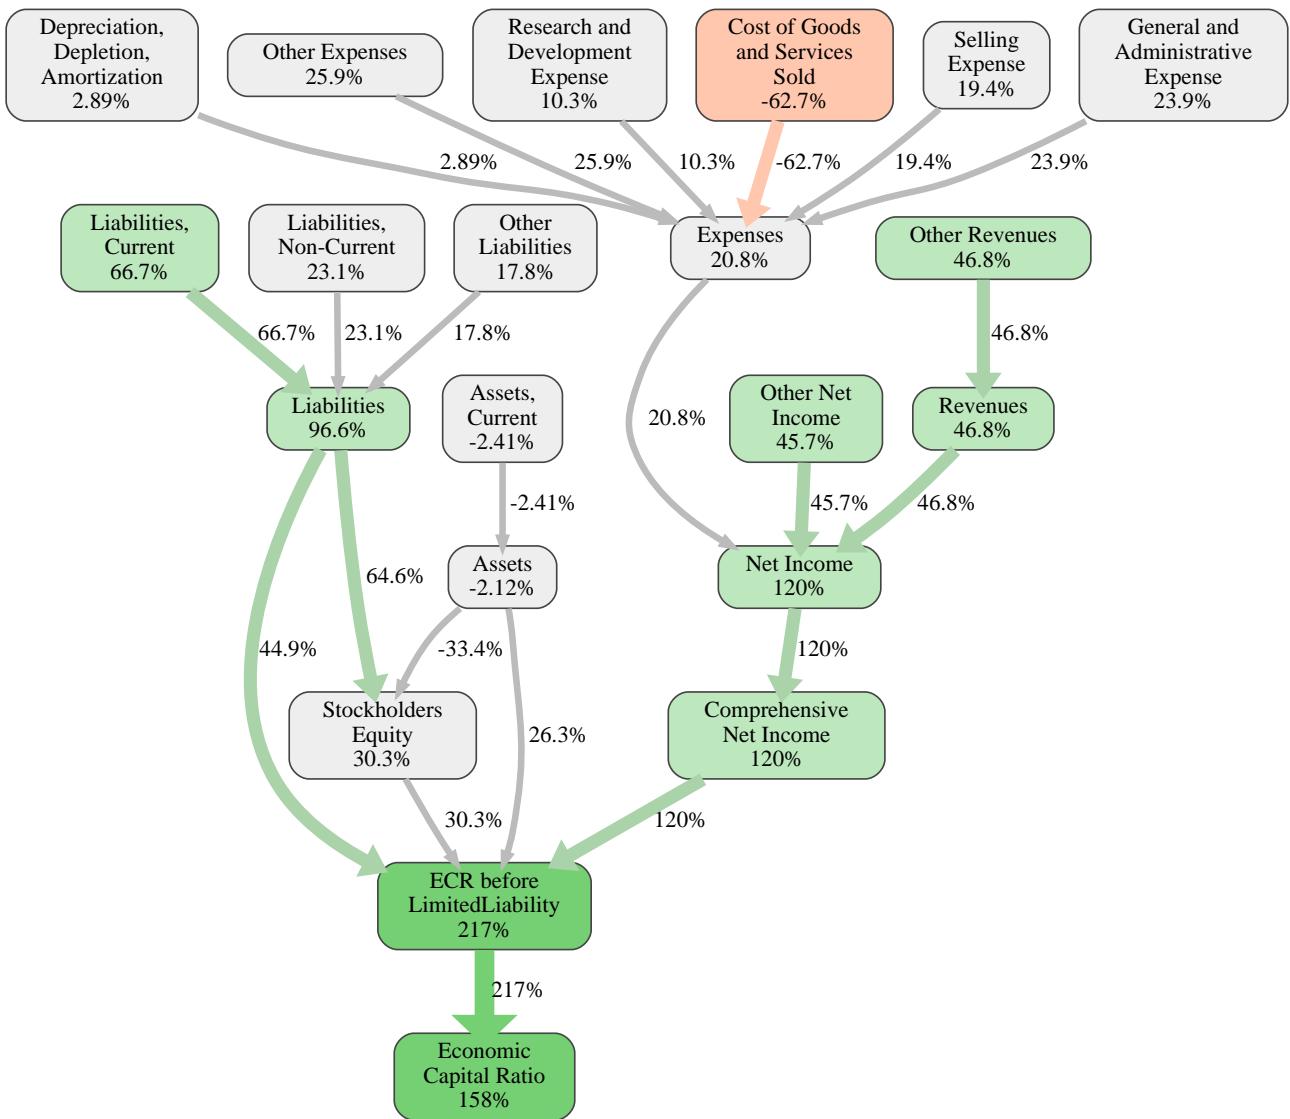 Depreciation,
Depletion,
Amortization
2.89%
Other Expenses
25.9%
Research and
Development
Expense
10.3%
Cost of Goods
and Services
Sold
-62.7%
Selling
Expense
19.4%
General and
Administrative
Expense
23.9%
2.89%
25.9%
10.3%
-62.7%
19.4%
23.9%
Liabilities,
Current
66.7%
Liabilities,
Non-Current
23.1%
Other
Liabilities
17.8%
Expenses
20.8%
Other Revenues
46.8%
66.7%
23.1%
17.8%
46.8%
Liabilities
96.6%
Assets,
Current
-2.41%
20.8%
Other Net
Income
45.7%
Revenues
46.8%
-2.41%
45.7%
46.8%
64.6%
Assets
-2.12%
Net Income
120%
44.9%
-33.4%
120%
Stockholders
Equity
30.3%
26.3%
Comprehensive
Net Income
120%
30.3%
120%
ECR before
LimitedLiability
217%
217%
Economic
Capital Ratio
158%